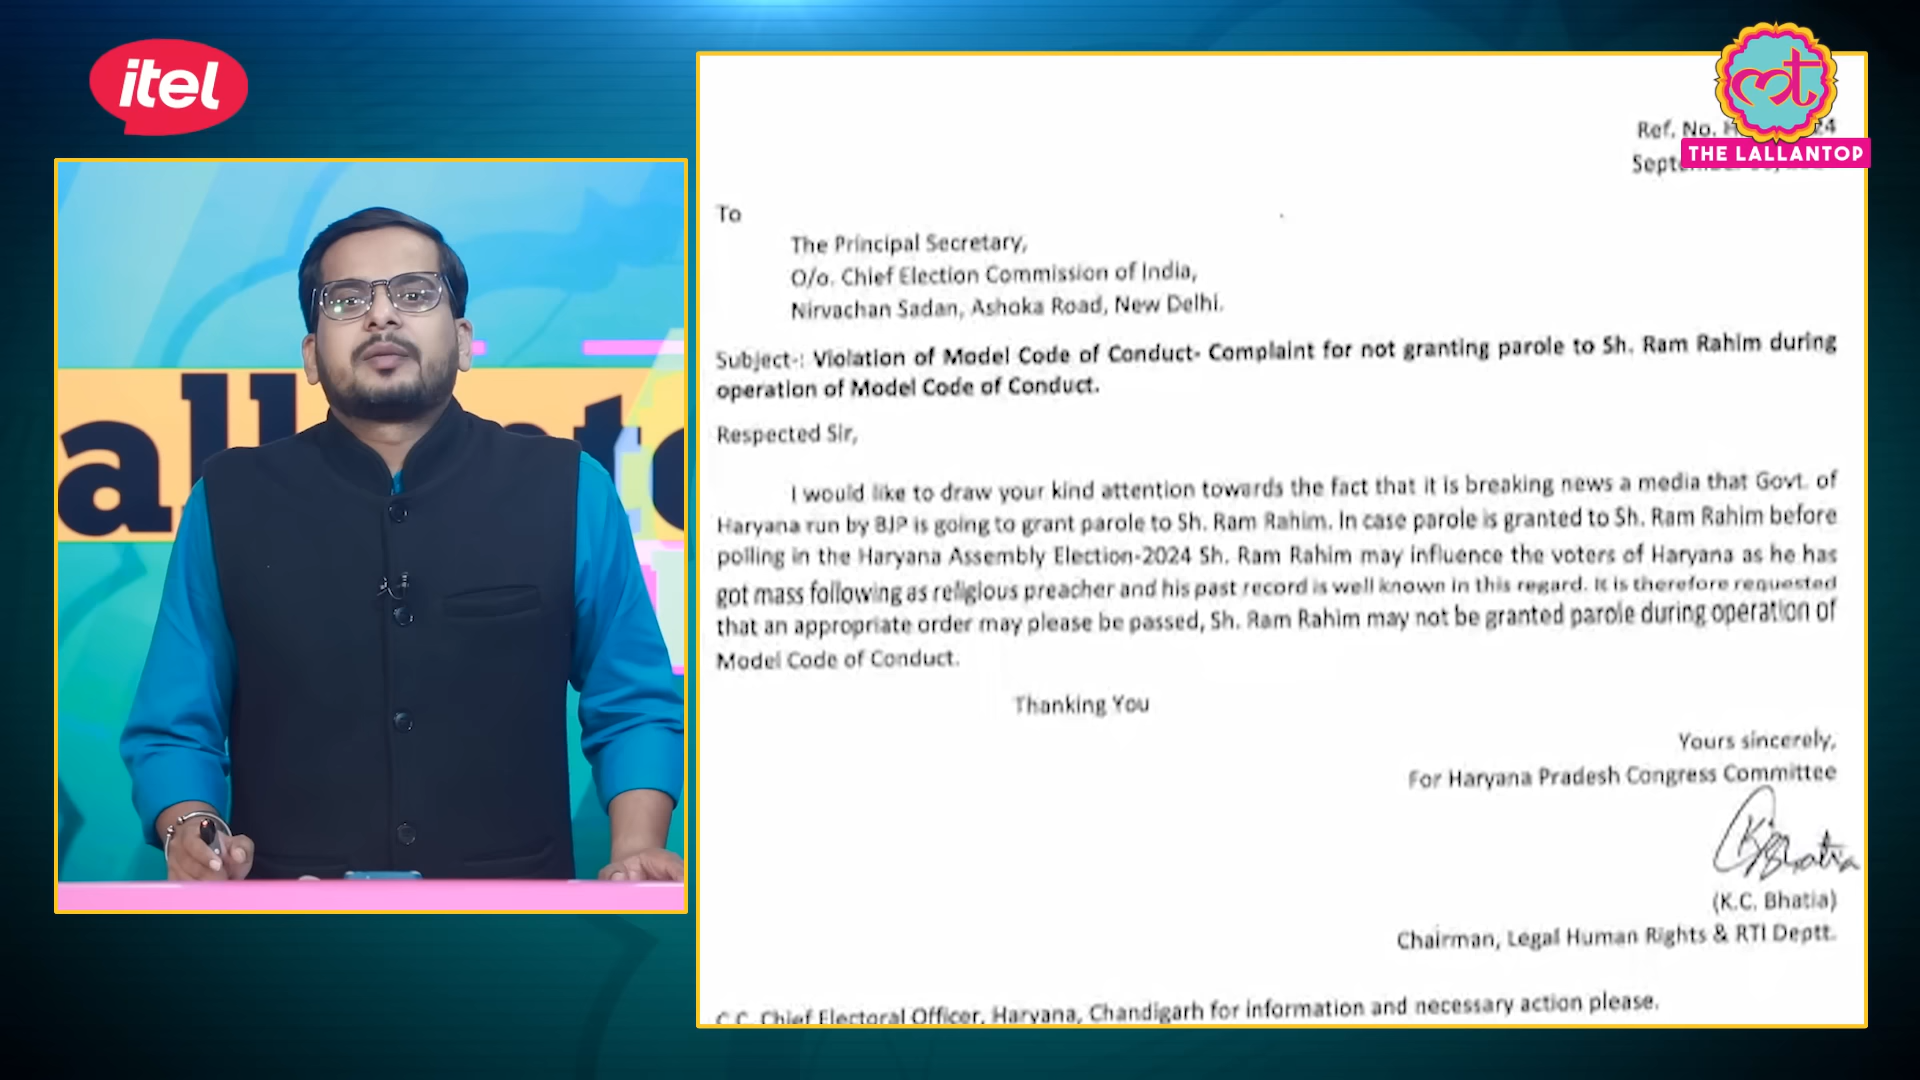 itel
THE LALLANTOP
Ref. No.
To
The Principal Secretary,
O/o. Chief Election Commission of India,
Nirvachan Sadan, Ashoka Road, New Delhi.
Subject-: Violation of Model Code of Conduct- Complaint for not granting parole to Sh. Ram Rahim during
operation of Model Code of Conduct.
Respected Sir,
I would like to draw your kind attention towards the fact that it is breaking news a media that Govt. of
Haryana run by BJP is going to grant parole to Sh. Ram Rahim. In case parole is granted to Sh. Ram Rahim before
polling in the Haryana Assembly Election-2024 Sh. Ram Rahim may influence the voters of Haryana as he has
got mass following as religious preacher and his past record is well known in this regard. It is therefore requested
that an appropriate order may please be passed, Sh. Ram Rahim may not be granted parole during operation of
Model Code of Conduct.
Thanking You
Yours sincerely,
For Haryana Pradesh Congress Committee
KBhatia
(K.C. Bhatia)
Chairman, Legal Human Rights & RTI Deptt.
C.C. Chief Electoral Officer, Haryana, Chandigarh for information and necessary action please.